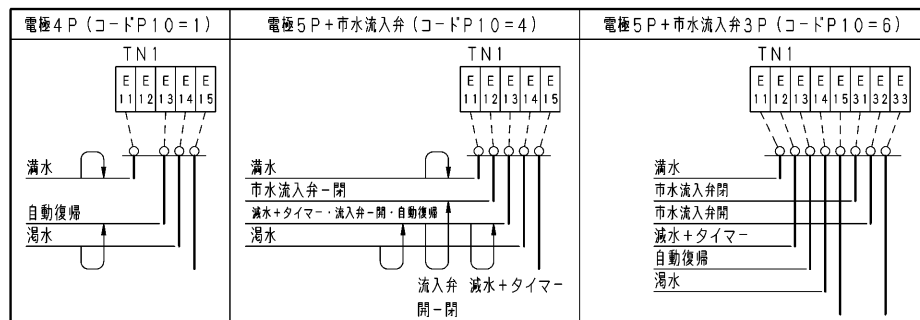 電極4P(コードP10=1)
TN1
E11 E12 E13 E14 E15
満水
自動復帰
渇水
電極5P+市水流入弁(コードP10=4)
TN1
E11 E12 E13 E14 E15
満水
市水流入弁-閉
減水+タイマー・流入弁-開・自動復帰
渇水
流入弁 減水+タイマー
開-閉
電極5P+市水流入弁3P(コードP10=6)
TN1
E11 E12 E13 E14 E15 E31 E32 E33
満水
市水流入弁閉
市水流入弁開
減水+タイマー
自動復帰
渇水